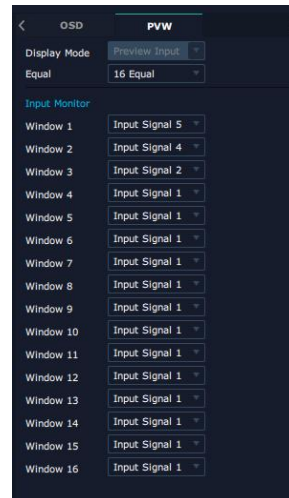 OSD PVW
Display Mode Preview Input
Equal 16 Equal
Input Monitor
Window 1 Input Signal 5
Window 2 Input Signal 4
Window 3 Input Signal 2
Window 4 Input Signal 1
Window 5 Input Signal 1
Window 6 Input Signal 1
Window 7 Input Signal 1
Window 8 Input Signal 1
Window 9 Input Signal 1
Window 10 Input Signal 1
Window 11 Input Signal 1
Window 12 Input Signal 1
Window 13 Input Signal 1
Window 14 Input Signal 1
Window 15 Input Signal 1
Window 16 Input Signal 1